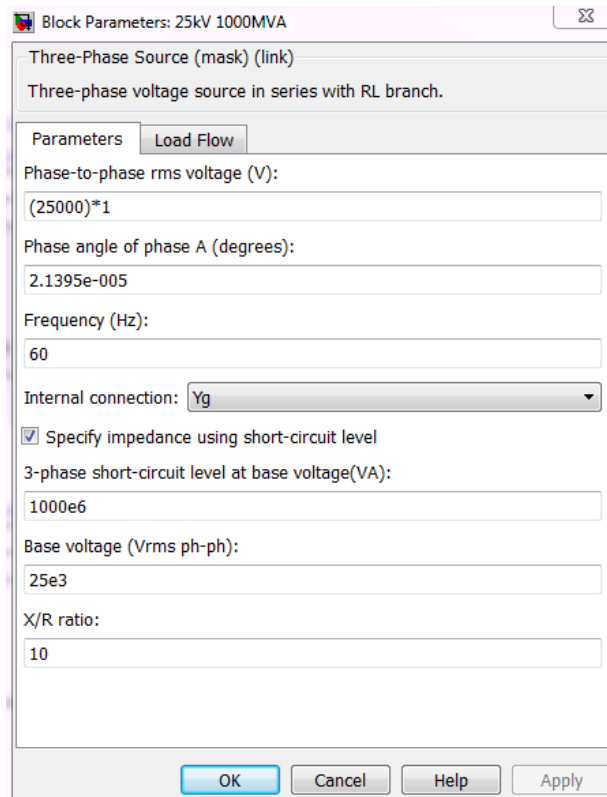 Block Parameters: 25kV 1000MVA
Three-Phase Source (mask) (link)
Three-phase voltage source in series with RL branch.
Parameters
Load Flow
Phase-to-phase rms voltage (V):
(25000)*1
Phase angle of phase A (degrees):
2.1395e-005
Frequency (Hz):
60
Internal connection: Yg
Specify impedance using short-circuit level
3-phase short-circuit level at base voltage(VA):
1000e6
Base voltage (Vrms ph-ph):
25e3
X/R ratio:
10
OK
Cancel
Help
Apply